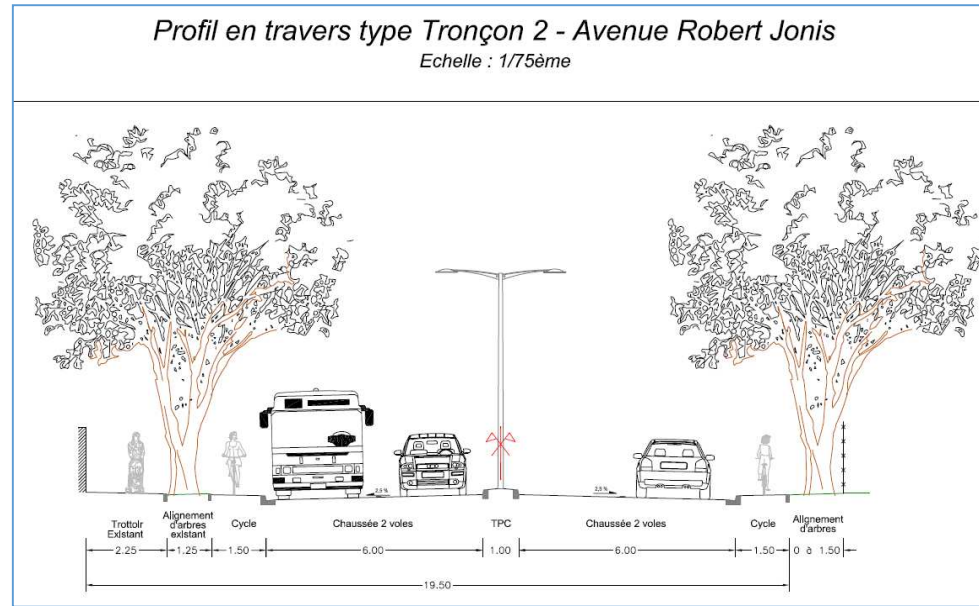 Profil en travers type Tronçon 2 - Avenue Robert Jonis
Echelle : 1/75ème
2,5 %
2,5 %
Trottoir
Existant
Alignement
d'arbres
existant
Cycle
Chaussée 2 voies
TPC
Chaussée 2 voies
Cycle
Alignement
d'arbres
2.25
1.25
1.50
6.00
1.00
6.00
1.50
0 à 1.50
19.50